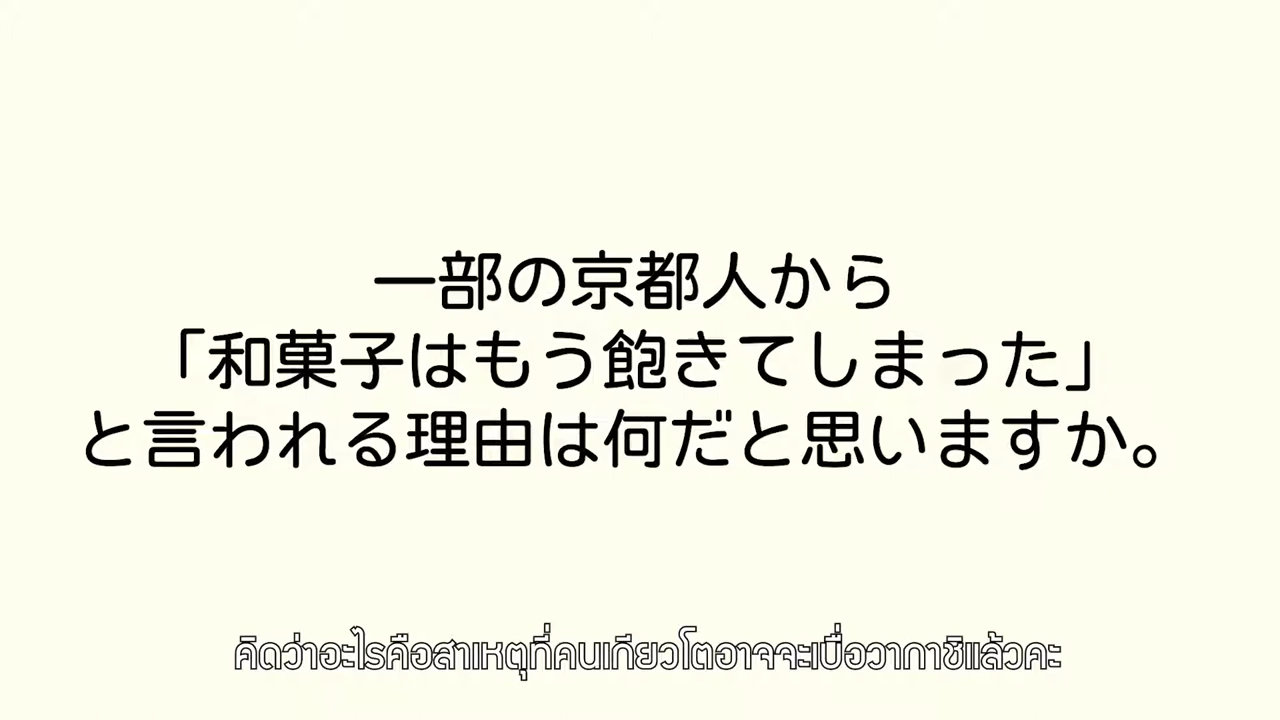 一部の京都人から
「和菓子はもう飽きてしまった」
と言われる理由は何だと思いますか。
คิดว่าอะไรคือสาเหตุที่คนเกียวโตอาจจะเบื่อวากาชิแล้วคะ